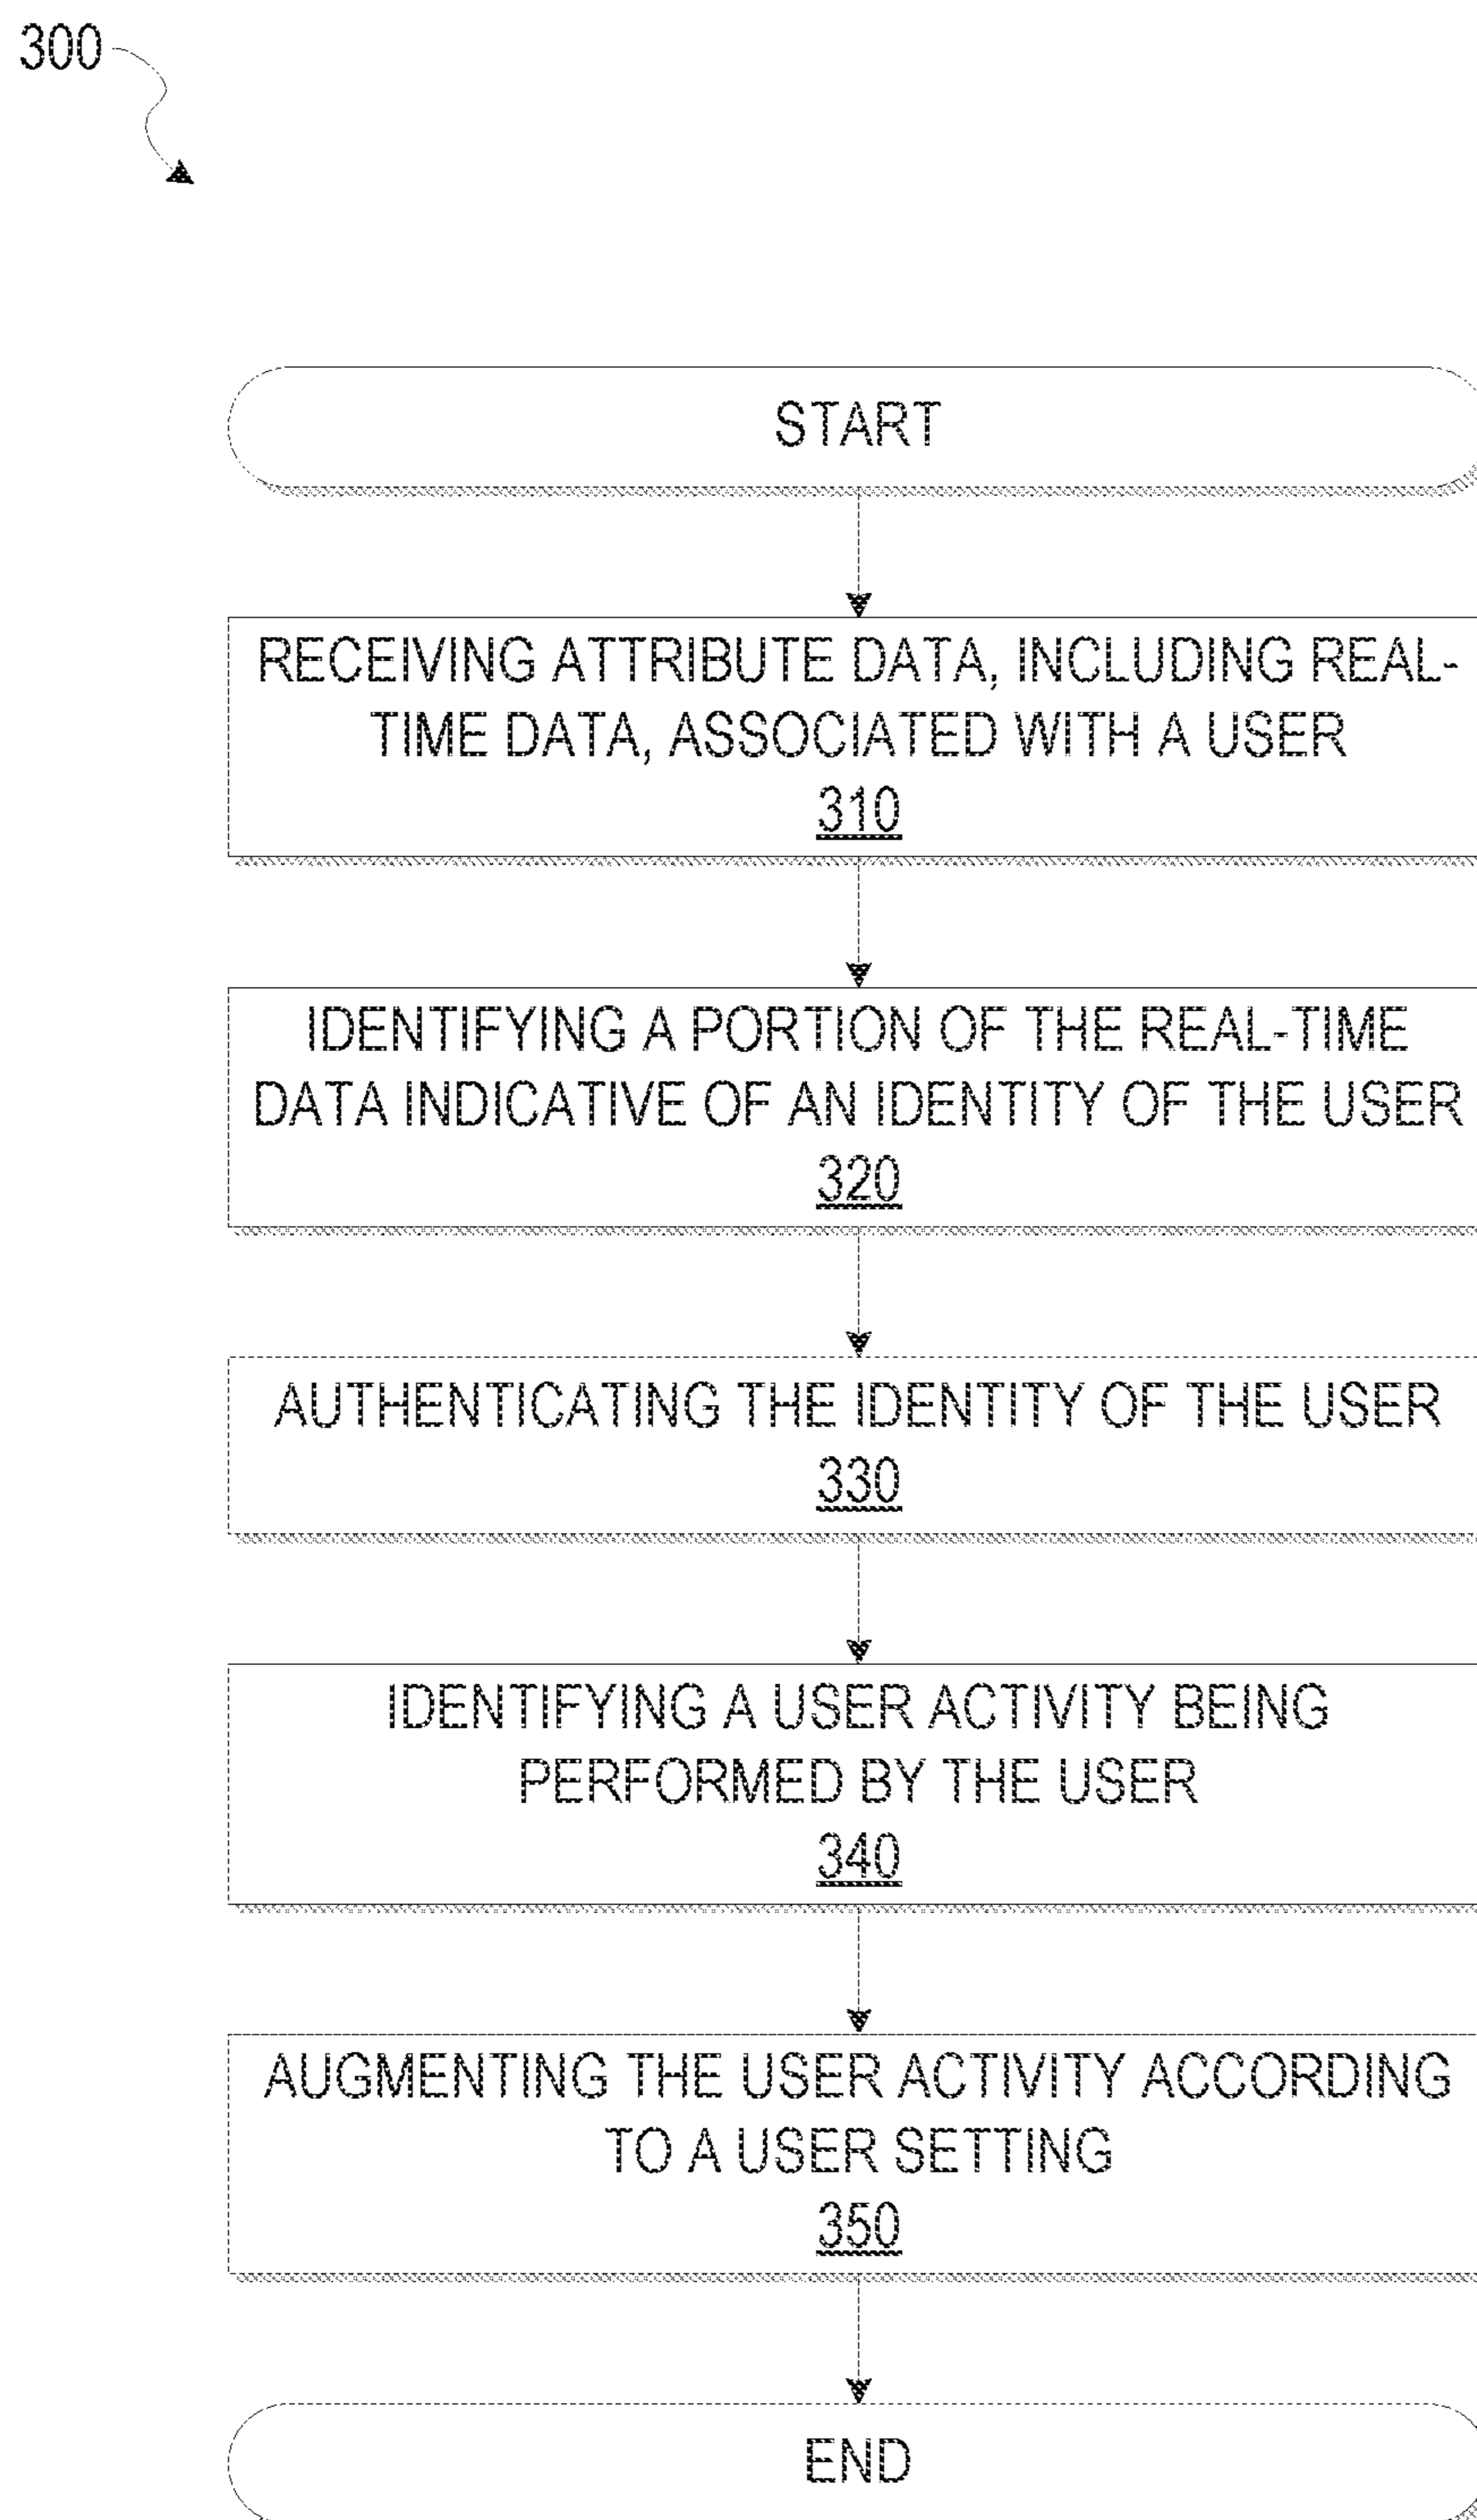 300
START
RECEIVING ATTRIBUTE DATA, INCLUDING REAL-
TIME DATA, ASSOCIATED WITH A USER
310
IDENTIFYING A PORTION OF THE REAL-TIME
DATA INDICATIVE OF AN IDENTITY OF THE USER
320
AUTHENTICATING THE IDENTITY OF THE USER
330
IDENTIFYING A USER ACTIVITY BEING
PERFORMED BY THE USER
340
AUGMENTING THE USER ACTIVITY ACCORDING
TO A USER SETTING
350
END